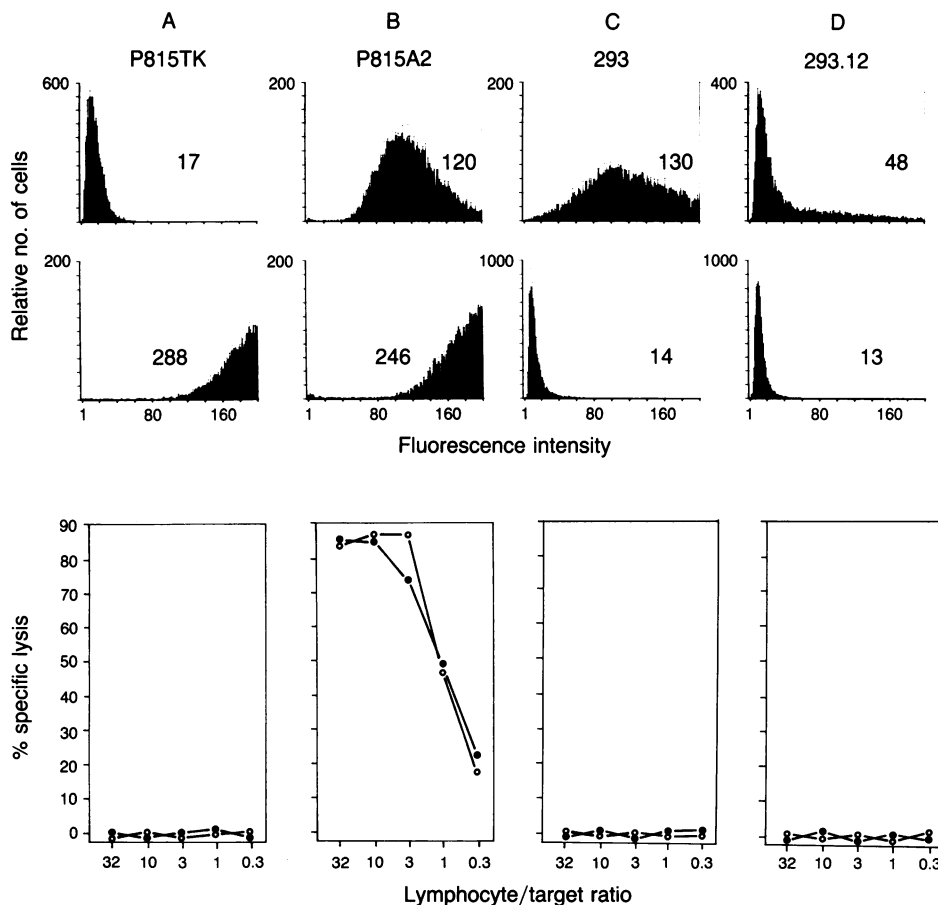 A B C D
P815TK P815A2 293 293.12
Relative no. of cells
600 200 200 400
17 120 130 48
200 200 1000 1000
288 246 14 13
1 80 160 1 80 160 1 80 160 1 80 160
Fluorescence intensity
% specific lysis
90
80
70
60
50
40
30
20
10
0
32 10 3 1 0.3 32 10 3 1 0.3 32 10 3 1 0.3 32 10 3 1 0.3
Lymphocyte/target ratio